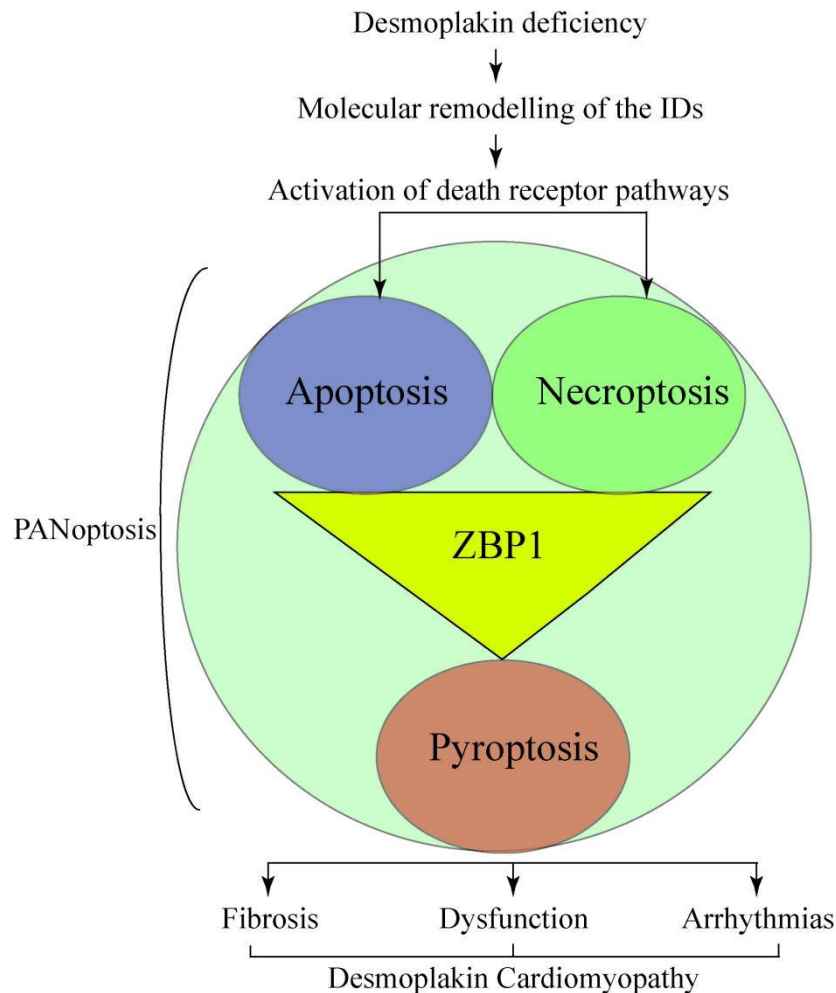 Desmoplakin deficiency
Molecular remodelling of the IDs
Activation of death receptor pathways
Apoptosis
Necroptosis
PANoptosis
ZBP1
Pyroptosis
Fibrosis
Dysfunction
Arrhythmias
Desmoplakin Cardiomyopathy